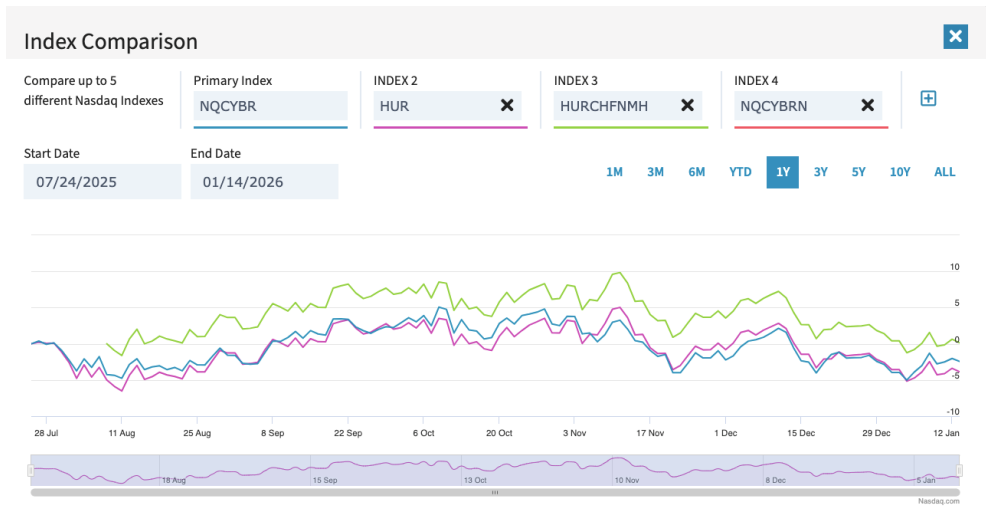 Index Comparison
Compare up to 5
different Nasdaq Indexes
Primary Index
NQCYBR
INDEX 2
HUR
INDEX 3
HURCHFNMH
INDEX 4
NQCYBRN
Start Date
07/24/2025
End Date
01/14/2026
1M 3M 6M YTD 1Y 3Y 5Y 10Y ALL
10
5
0
-5
-10
28 Jul 11 Aug 25 Aug 8 Sep 22 Sep 6 Oct 20 Oct 3 Nov 17 Nov 1 Dec 15 Dec 29 Dec 12 Jan
18 Aug 15 Sep 13 Oct 10 Nov 8 Dec 5 Jan
Nasdaq.com